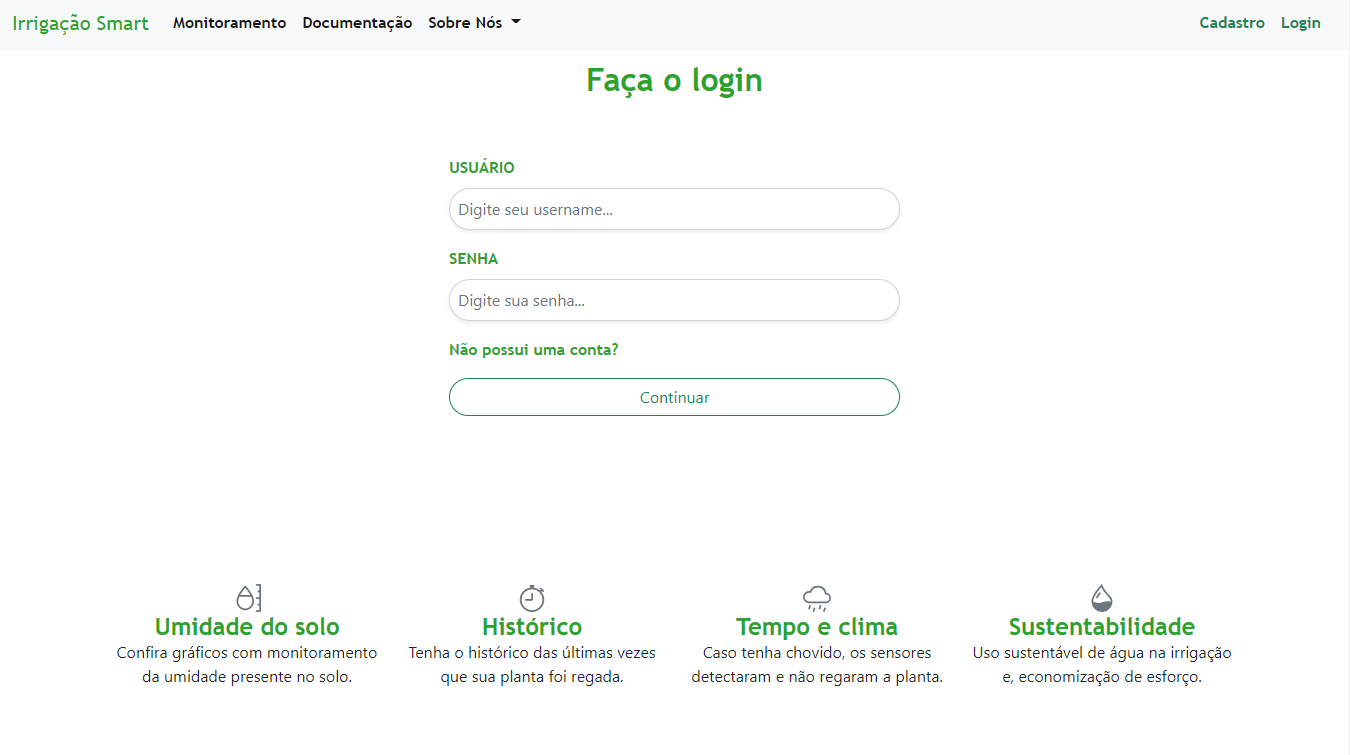 Irrigação Smart Monitoramento Documentação Sobre Nós Cadastro Login
Faça o login
USUÁRIO
Digite seu username...
SENHA
Digite sua senha...
Não possui uma conta?
Continuar
Umidade do solo
Confira gráficos com monitoramento
da umidade presente no solo.
Histórico
Tenha o histórico das últimas vezes
que sua planta foi regada.
Tempo e clima
Caso tenha chovido, os sensores
detectaram e não regaram a planta.
Sustentabilidade
Uso sustentável de água na irrigação
e, economização de esforço.